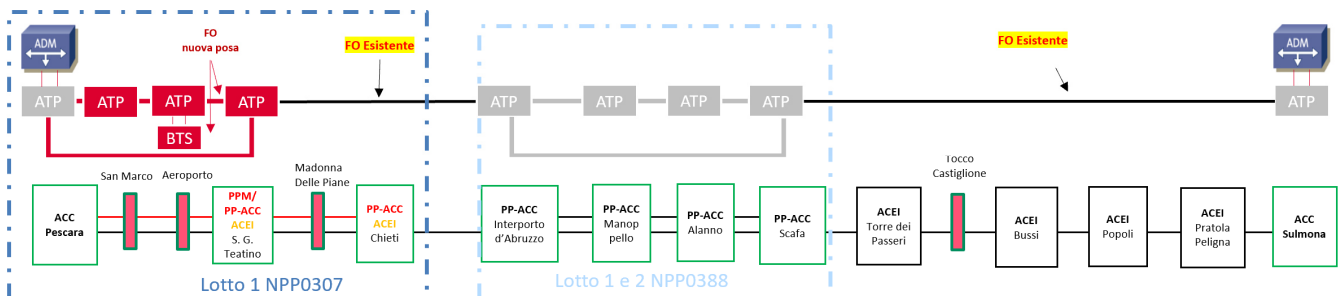 ADM
FO
nuova posa
FO Esistente
FO Esistente
ADM
ATP
ATP
ATP
ATP
ATP
ATP
ATP
ATP
ATP
BTS
San Marco
Aeroporto
Madonna
Delle Piane
Tocco
Castiglione
ACC
Pescara
PPM/
PP-ACC
ACEI
S. G.
Teatino
PP-ACC
ACEI
Chieti
PP-ACC
Interporto
d'Abruzzo
PP-ACC
Manop
pello
PP-ACC
Alanno
PP-ACC
Scafa
ACEI
Torre dei
Passeri
ACEI
Bussi
ACEI
Popoli
ACEI
Pratola
Peligna
ACC
Sulmona
Lotto 1 NPP0307
Lotto 1 e 2 NPP0388